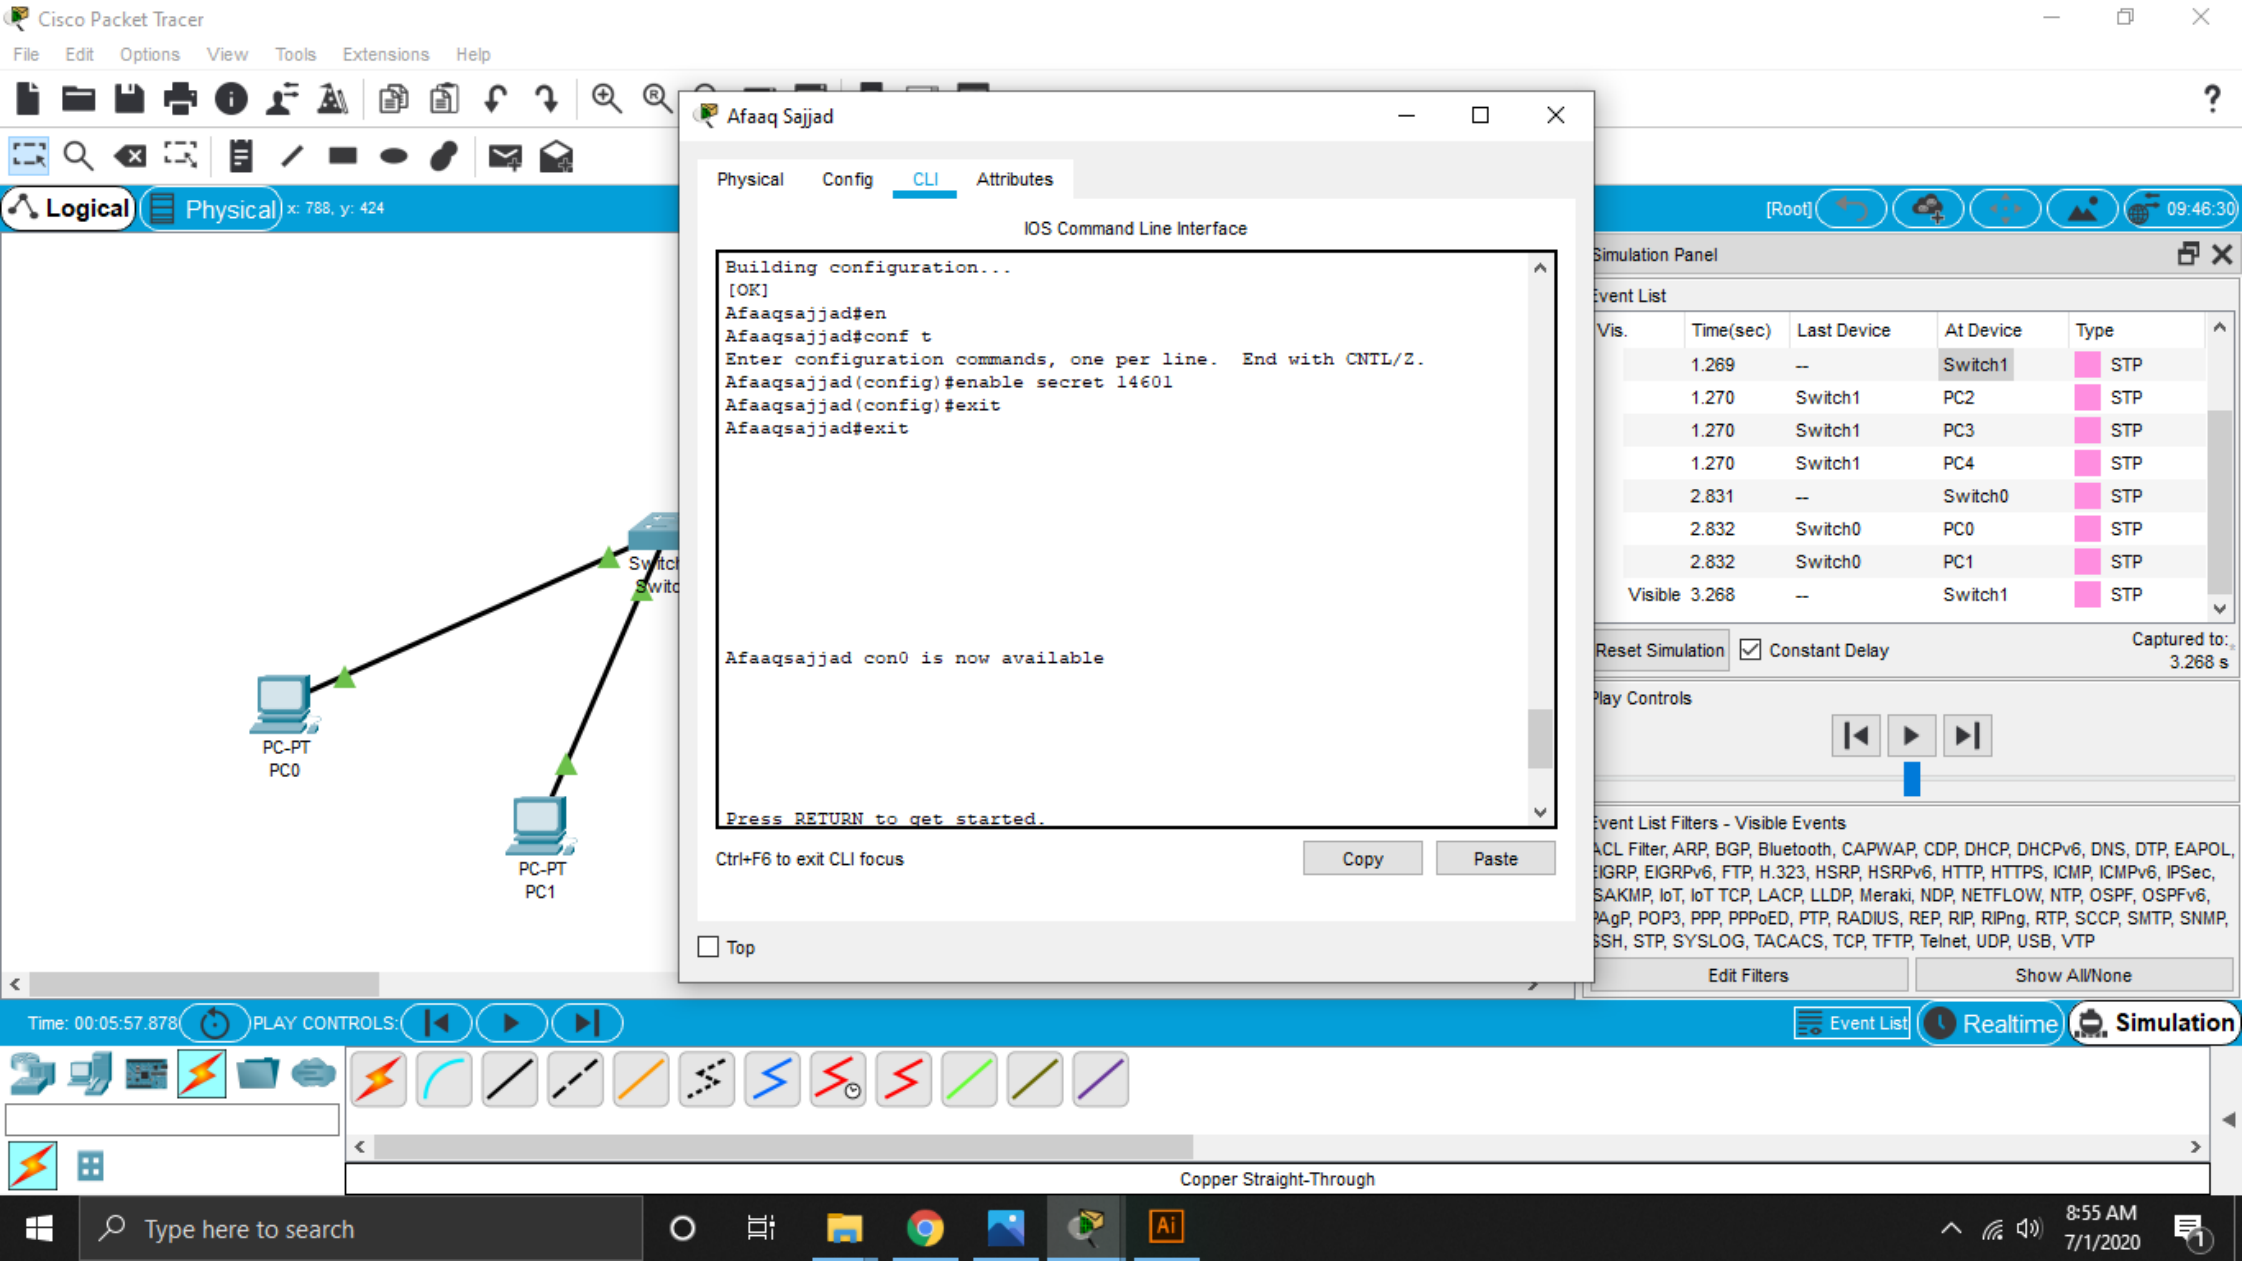 Cisco Packet Tracer
File Edit Options View Tools Extensions Help
Afaaq Sajjad
Physical Config CLI Attributes
Logical Physical x: 788, y: 424
[Root] 09:46:30
IOS Command Line Interface
Building configuration...
[OK]
Afaaqsajjad#en
Afaaqsajjad#conf t
Enter configuration commands, one per line.  End with CNTL/Z.
Afaaqsajjad(config)#enable secret 14601
Afaaqsajjad(config)#exit
Afaaqsajjad#exit
Afaaqsajjad con0 is now available
Press RETURN to get started.
Ctrl+F6 to exit CLI focus
Copy Paste
Top
PC-PT
PC0
PC-PT
PC1
Simulation Panel
Event List
Vis. Time(sec) Last Device At Device Type
1.269 -- Switch1 STP
1.270 Switch1 PC2 STP
1.270 Switch1 PC3 STP
1.270 Switch1 PC4 STP
2.831 -- Switch0 STP
2.832 Switch0 PC0 STP
2.832 Switch0 PC1 STP
Visible 3.268 -- Switch1 STP
Reset Simulation Constant Delay
Captured to:
3.268 s
Play Controls
Event List Filters - Visible Events
ACL Filter, ARP, BGP, Bluetooth, CAPWAP, CDP, DHCP, DHCPv6, DNS, DTP, EAPOL,
EIGRP, EIGRPv6, FTP, H.323, HSRP, HSRPv6, HTTP, HTTPS, ICMP, ICMPv6, IPSec,
ISAKMP, IoT, IoT TCP, LACP, LLDP, Meraki, NDP, NETFLOW, NTP, OSPF, OSPFv6,
PAgP, POP3, PPP, PPPoED, PTP, RADIUS, REP, RIP, RIPng, RTP, SCCP, SMTP, SNMP,
SSH, STP, SYSLOG, TACACS, TCP, TFTP, Telnet, UDP, USB, VTP
Edit Filters Show All/None
Time: 00:05:57.878 PLAY CONTROLS:
Event List Realtime Simulation
Copper Straight-Through
Type here to search
Ai
8:55 AM
7/1/2020
1